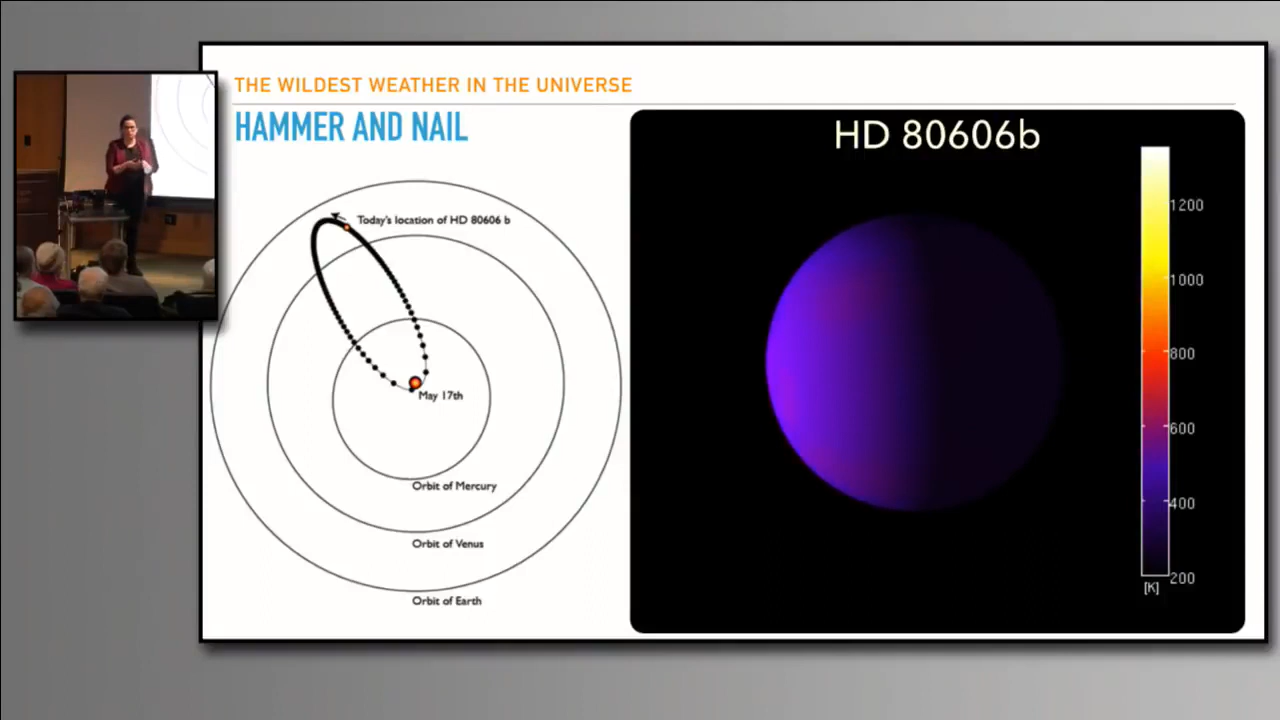 THE WILDEST WEATHER IN THE UNIVERSE
HAMMER AND NAIL
Today's location of HD 80606 b
May 17th
Orbit of Mercury
Orbit of Venus
Orbit of Earth
HD 80606b
1200
1000
800
600
400
200
[K]